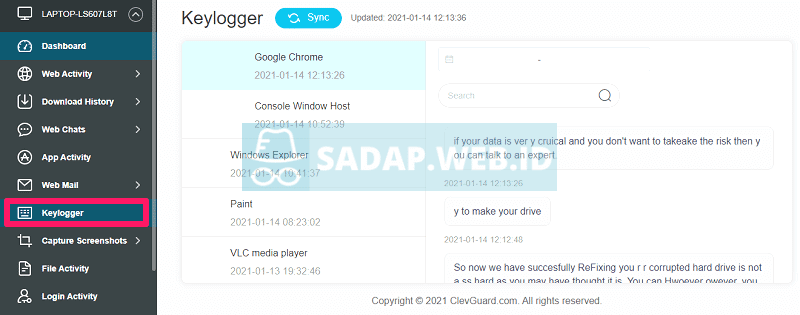 LAPTOP-LS607L8T
Dashboard
Web Activity
Download History
Web Chats
App Activity
Web Mail
Keylogger
Capture Screenshots
File Activity
Login Activity
Keylogger
Sync
Updated: 2021-01-14 12:13:36
Google Chrome
2021-01-14 12:13:26
Console Window Host
2021-01-14 10:52:39
Windows Explorer
2021-01-14 10:41:37
Paint
2021-01-14 08:23:02
VLC media player
2021-01-13 19:32:46
-
Search
if your data is ver y cruical and you don't want to takeake the risk then y
ou can talk to an expert
2021-01-14 12:13:26
y to make your drive
2021-01-14 12:12:48
So now we have succesfully ReFixing you r r corrupted hard drive is not
a ss hard as you may have thought it is. You can Hwoever owever, you
SADAP.WEB.ID
Copyright © 2021 ClevGuard.com. All rights reserved.